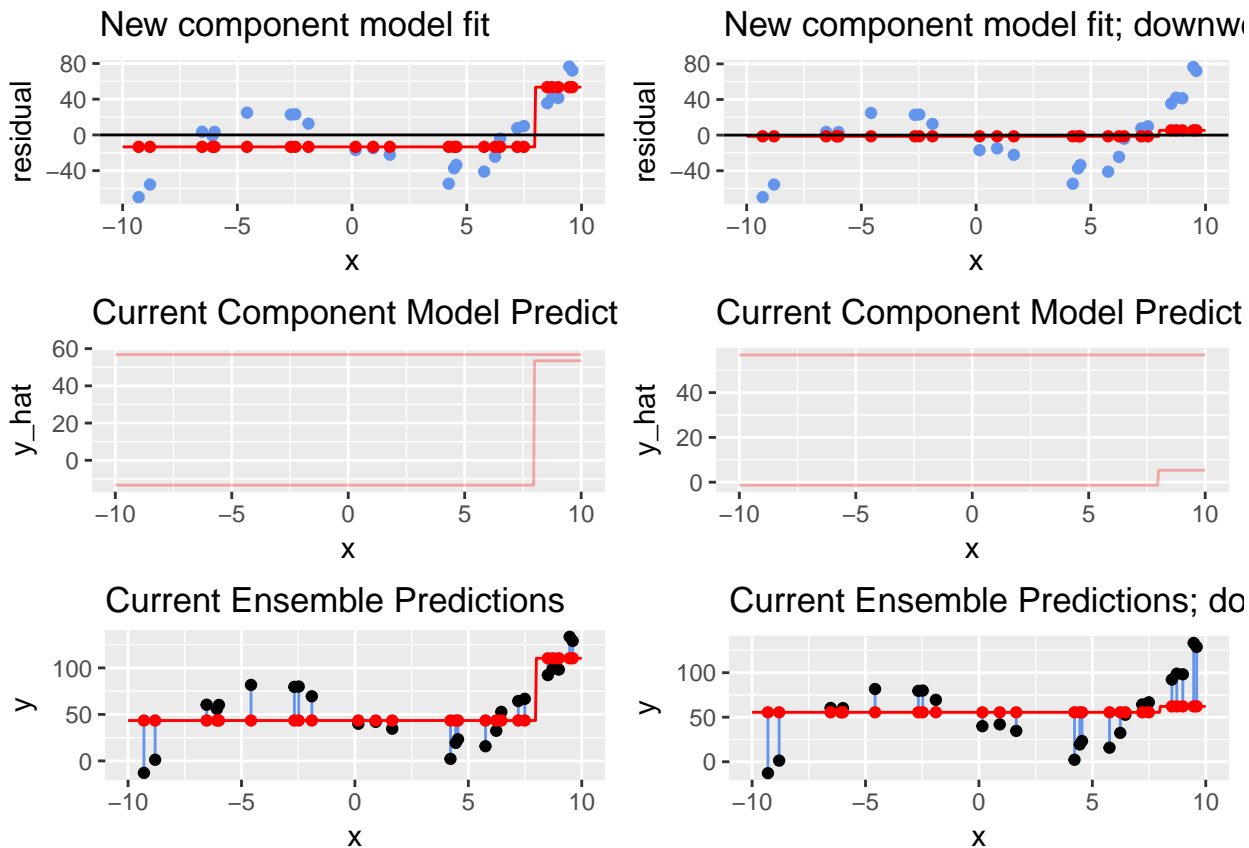 New component model fit
residual
80
40
0
−40
−10
−5
0
5
10
x
New component model fit; downw
residual
80
40
0
−40
−10
−5
0
5
10
x
Current Component Model Predict
y_hat
60
40
20
0
−10
−5
0
5
10
x
Current Component Model Predict
y_hat
40
20
0
−10
−5
0
5
10
x
Current Ensemble Predictions
y
100
50
0
−10
−5
0
5
10
x
Current Ensemble Predictions; do
y
100
50
0
−10
−5
0
5
10
x